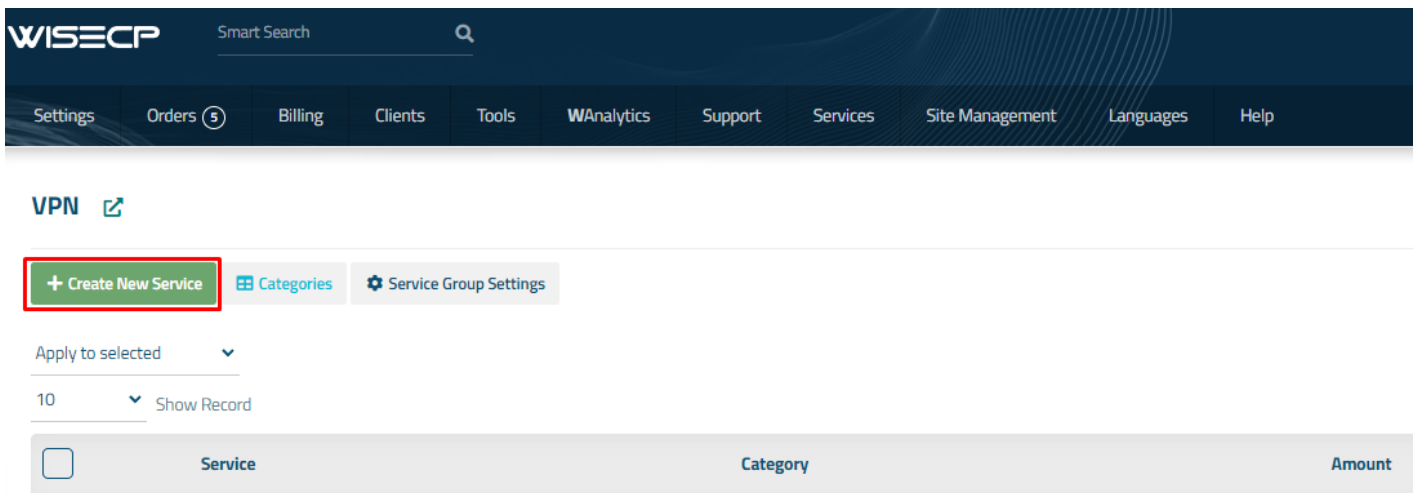 WISECP Smart Search
Settings Orders 5 Billing Clients Tools WAnalytics Support Services Site Management Languages Help
VPN
+ Create New Service Categories Service Group Settings
Apply to selected
10 Show Record
Service Category Amount